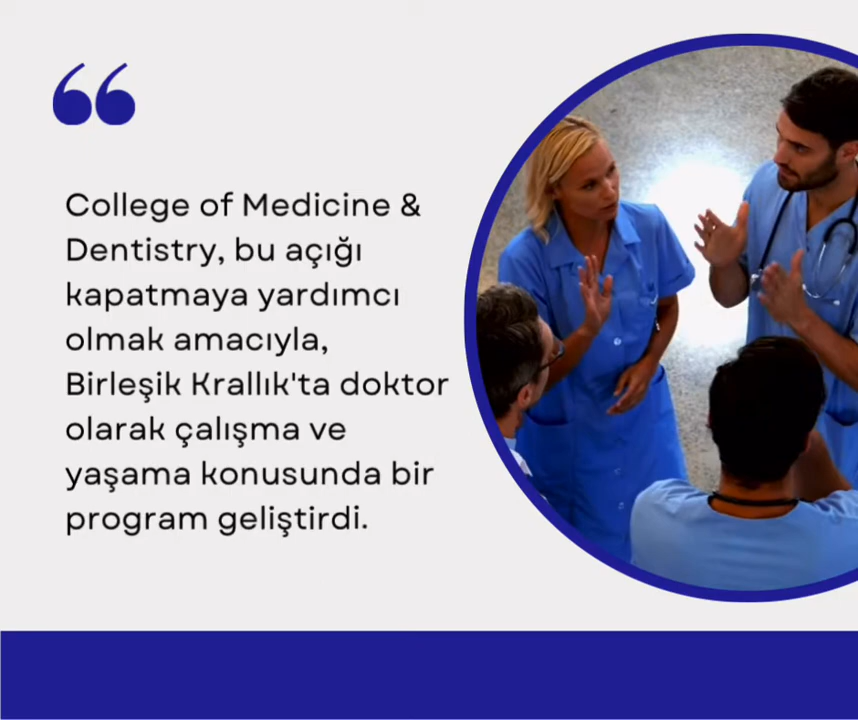 “
College of Medicine &
Dentistry, bu açığı
kapatmaya yardımcı
olmak amacıyla,
Birleşik Krallık'ta doktor
olarak çalışma ve
yaşama konusunda bir
program geliştirdi.